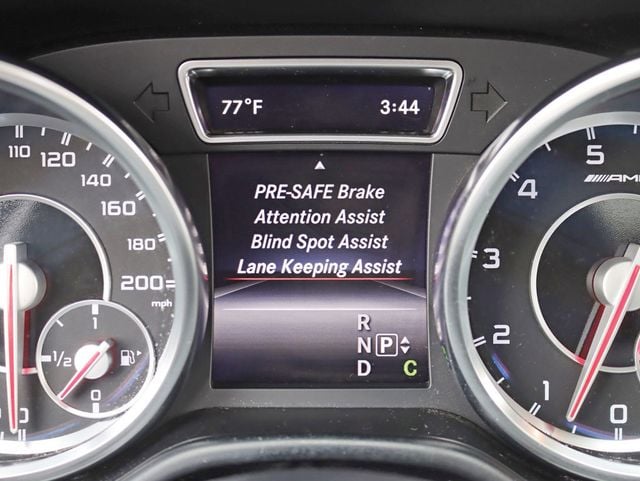 77°F 3:44
PRE-SAFE Brake
Attention Assist
Blind Spot Assist
Lane Keeping Assist
R
N P
D C
110
120
140
160
180
200
mph
1
1/2
0
5
4
3
2
1
0
AMG